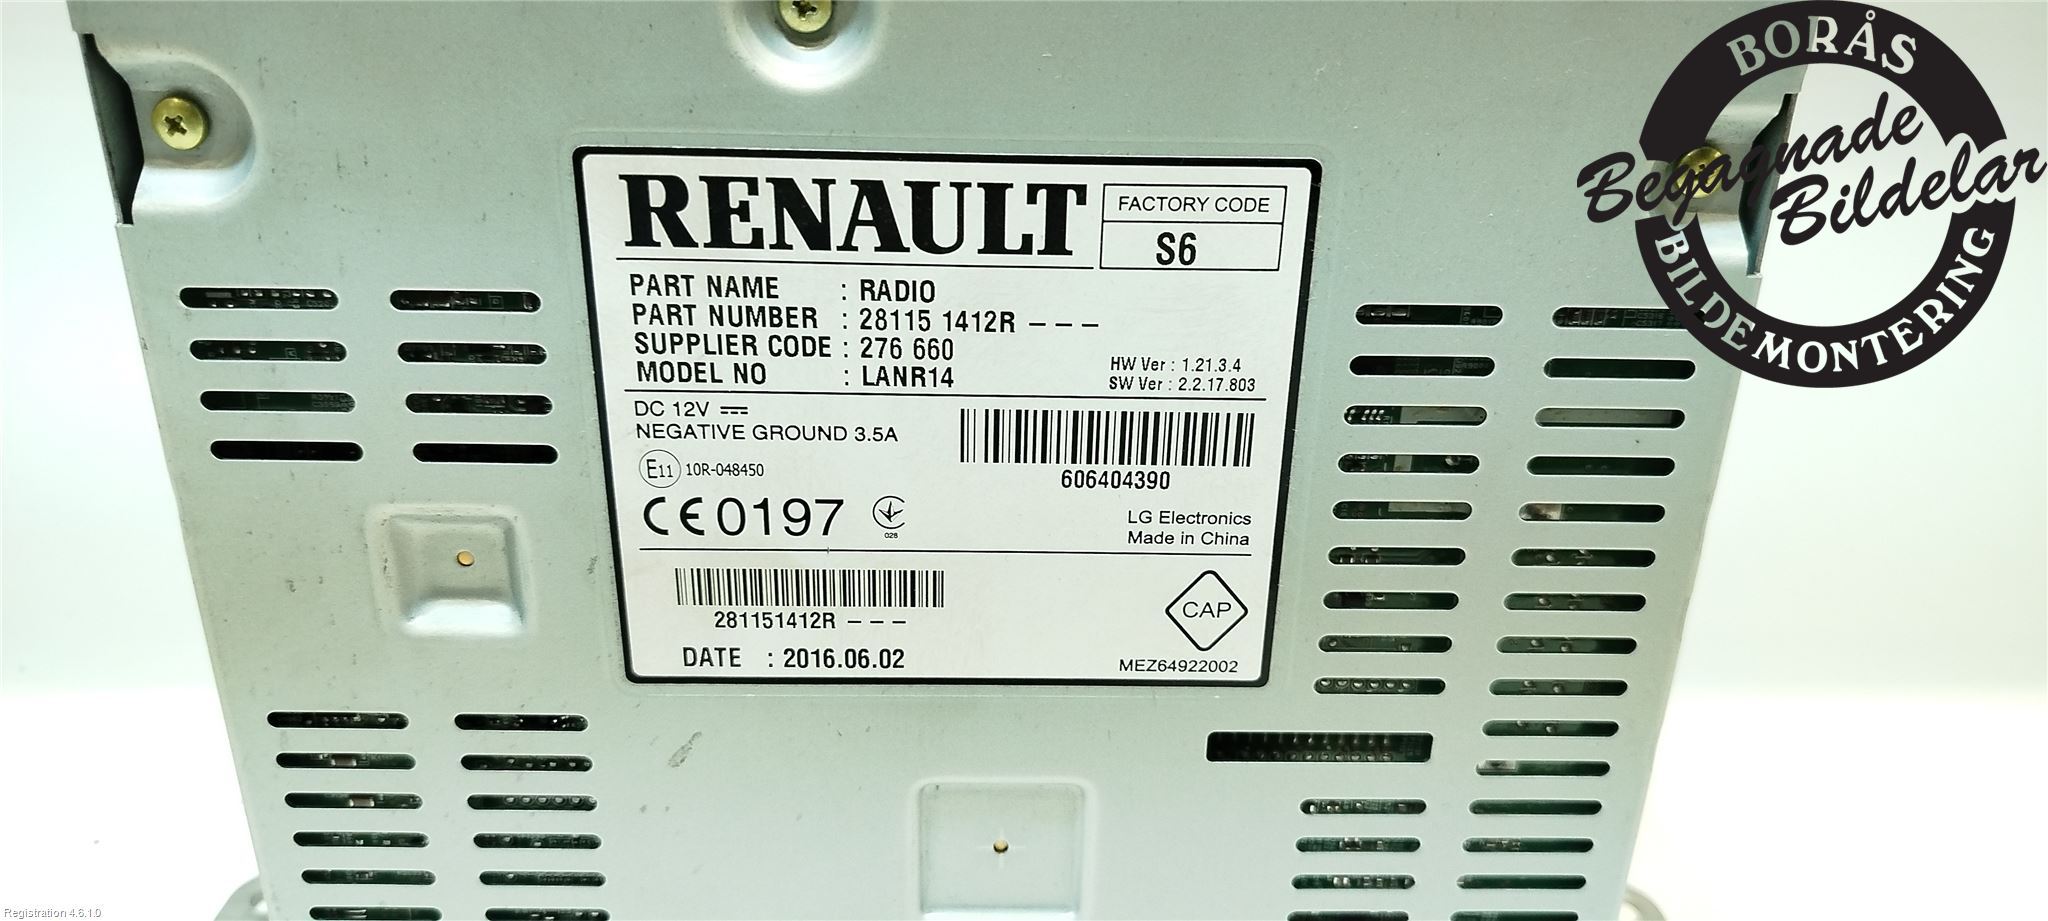 BORÅS
Begagnade
Bildelar
BILDEMONTERING
RENAULT
FACTORY CODE
S6
PART NAME : RADIO
PART NUMBER : 28115 1412R – – –
SUPPLIER CODE : 276 660
MODEL NO : LANR14
HW Ver : 1.21.3.4
SW Ver : 2.2.17.803
DC 12V
NEGATIVE GROUND 3.5A
E11 10R-048450
606404390
CE0197
028
LG Electronics
Made in China
281151412R – – –
CAP
DATE : 2016.06.02
MEZ64922002
Registration 4.6.1.0